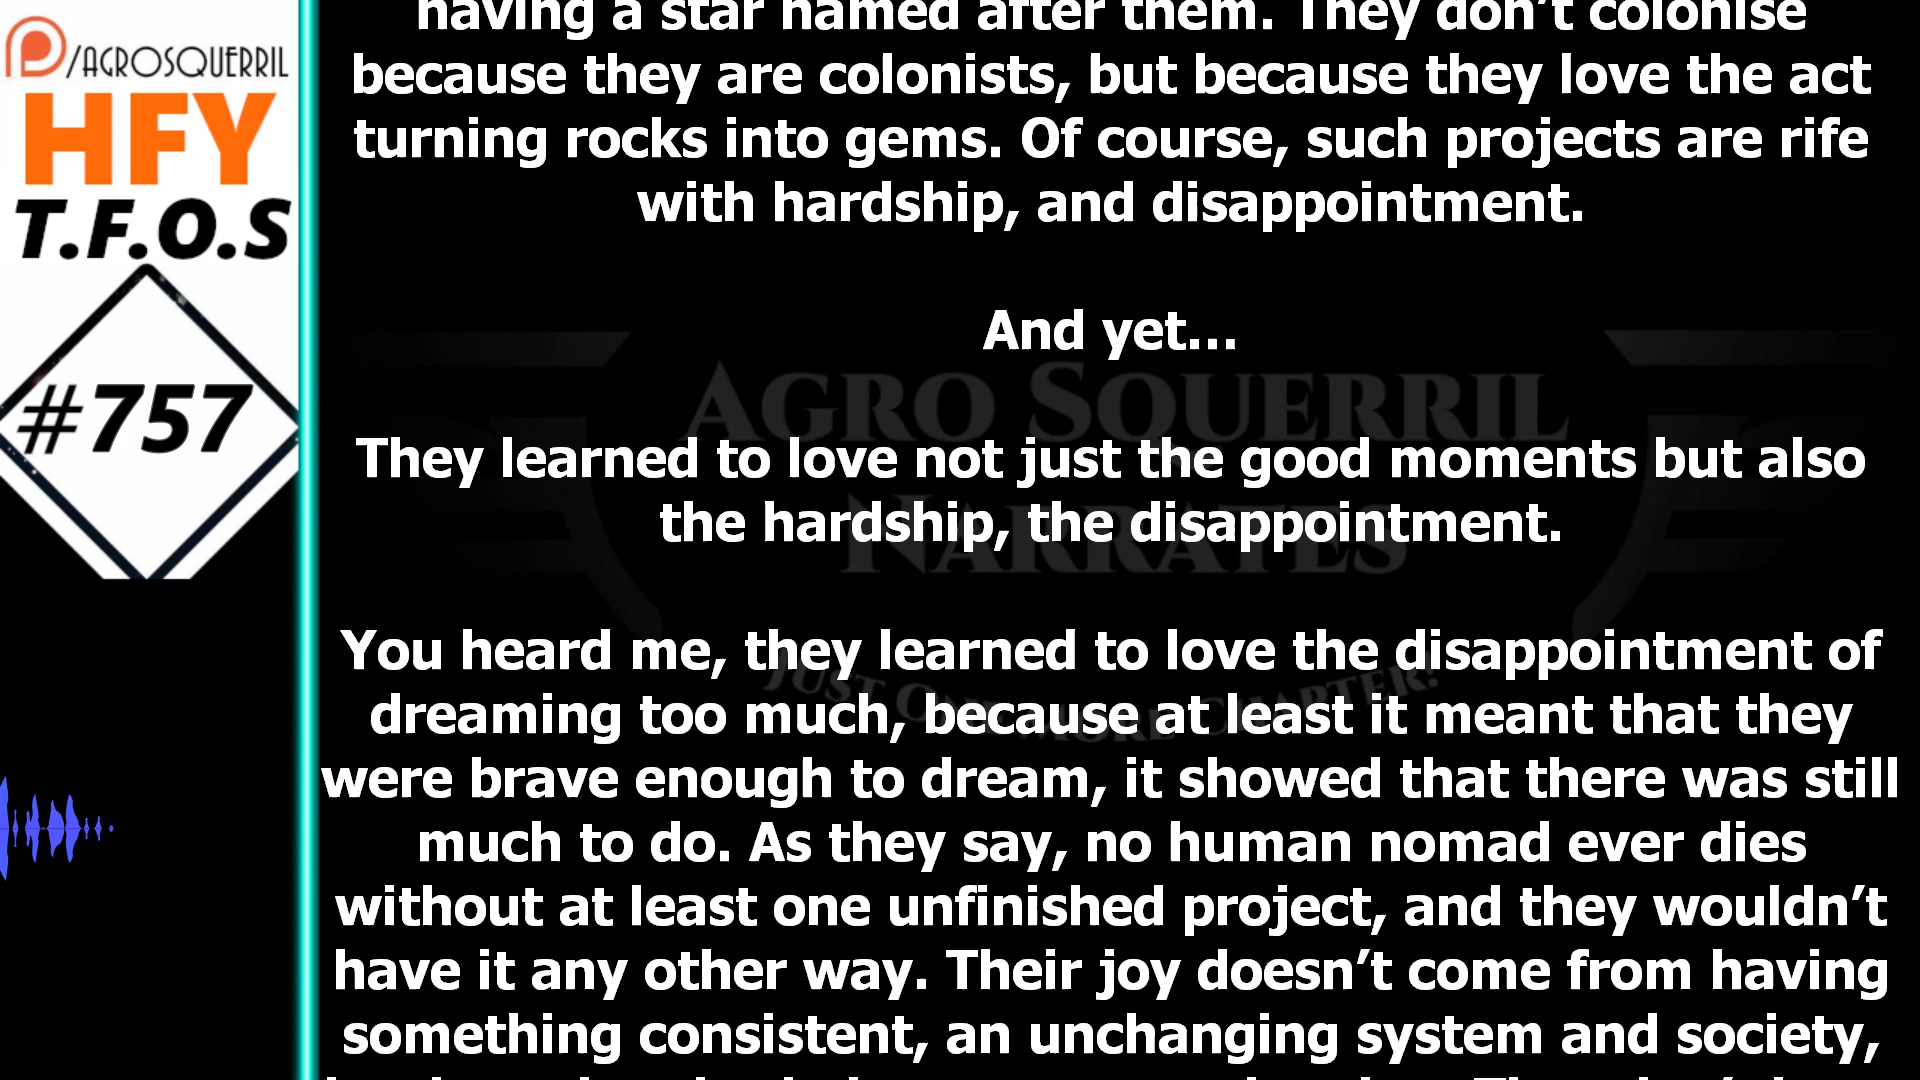 /AGROSQUERRIL
HFY
T.F.O.S
#757
having a star named after them. They don’t colonise
because they are colonists, but because they love the act
turning rocks into gems. Of course, such projects are rife
with hardship, and disappointment.
And yet...
AGRO SQUERRIL
NARRATES
JUST ONE MORE CHAPTER!
They learned to love not just the good moments but also
the hardship, the disappointment.
You heard me, they learned to love the disappointment of
dreaming too much, because at least it meant that they
were brave enough to dream, it showed that there was still
much to do. As they say, no human nomad ever dies
without at least one unfinished project, and they wouldn’t
have it any other way. Their joy doesn’t come from having
something consistent, an unchanging system and society,